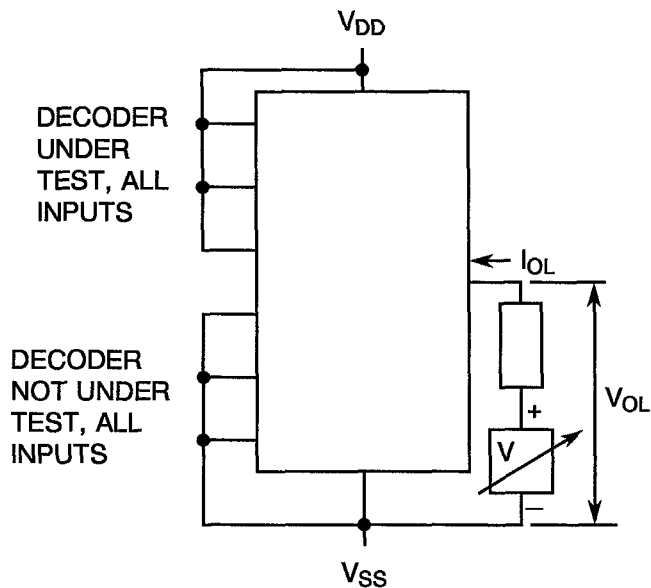 VDD
DECODER
UNDER
TEST, ALL
INPUTS
IOL
DECODER
NOT UNDER
TEST, ALL
INPUTS
VOL
+
V
–
VSS